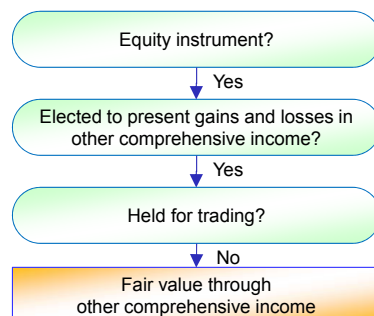 Equity instrument?
Yes
Elected to present gains and losses in
other comprehensive income?
Yes
Held for trading?
No
Fair value through
other comprehensive income